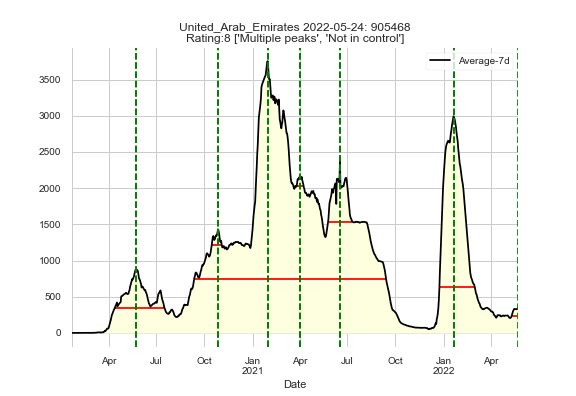 United_Arab_Emirates 2022-05-24: 905468
Rating:8 ['Multiple peaks', 'Not in control']
Average-7d
3500
3000
2500
2000
1500
1000
500
0
Apr Jul Oct Jan Apr Jul Oct Jan Apr
2021 2022
Date